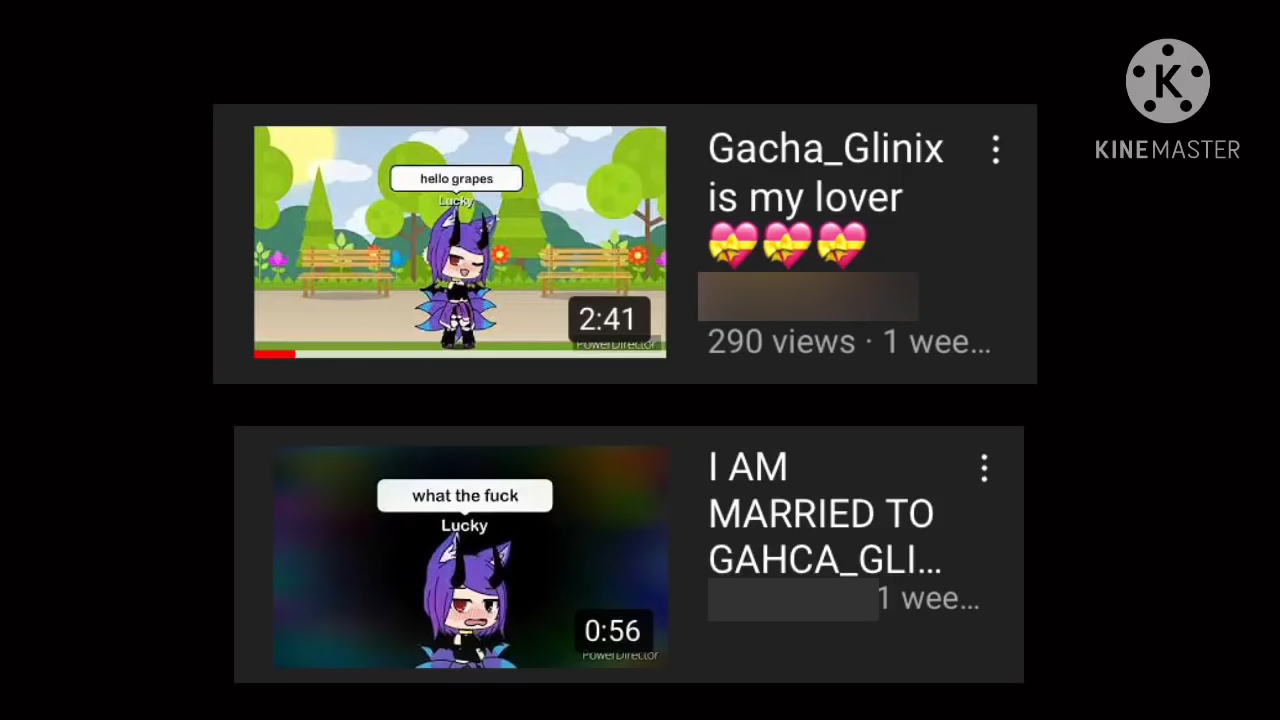 K
KINEMASTER
hello grapes
Lucky
2:41
PowerDirector
Gacha_Glinix
is my lover
💝💝💝
290 views · 1 wee...
what the fuck
Lucky
0:56
PowerDirector
I AM
MARRIED TO
GAHCA_GLI...
1 wee...